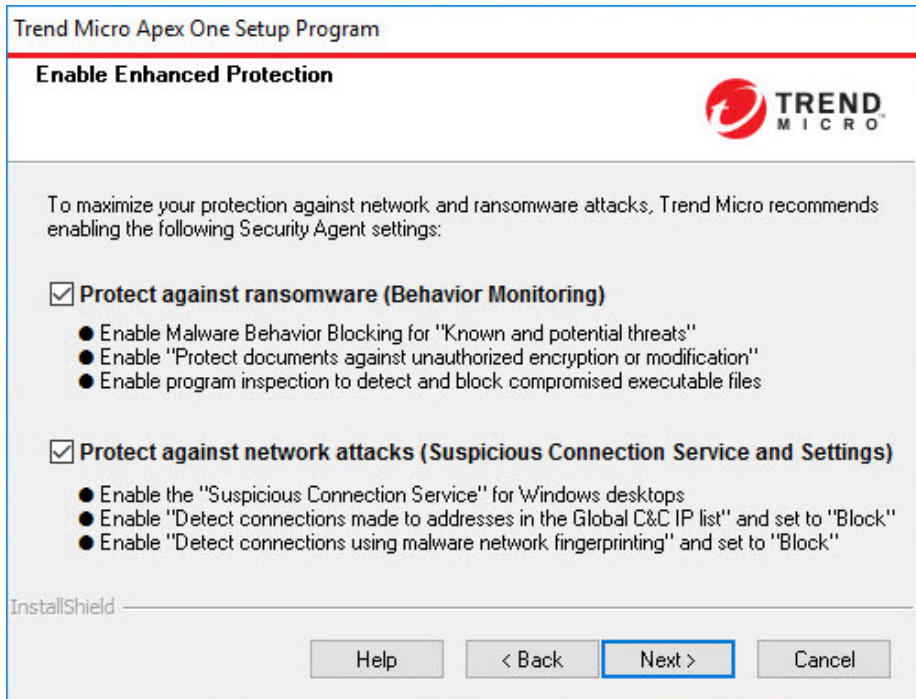 Trend Micro Apex One Setup Program
Enable Enhanced Protection
TREND
MICRO™
To maximize your protection against network and ransomware attacks, Trend Micro recommends
enabling the following Security Agent settings:
Protect against ransomware (Behavior Monitoring)
● Enable Malware Behavior Blocking for "Known and potential threats"
● Enable "Protect documents against unauthorized encryption or modification"
● Enable program inspection to detect and block compromised executable files
Protect against network attacks (Suspicious Connection Service and Settings)
● Enable the "Suspicious Connection Service" for Windows desktops
● Enable "Detect connections made to addresses in the Global C&C IP list" and set to "Block"
● Enable "Detect connections using malware network fingerprinting" and set to "Block"
InstallShield
Help
< Back
Next >
Cancel